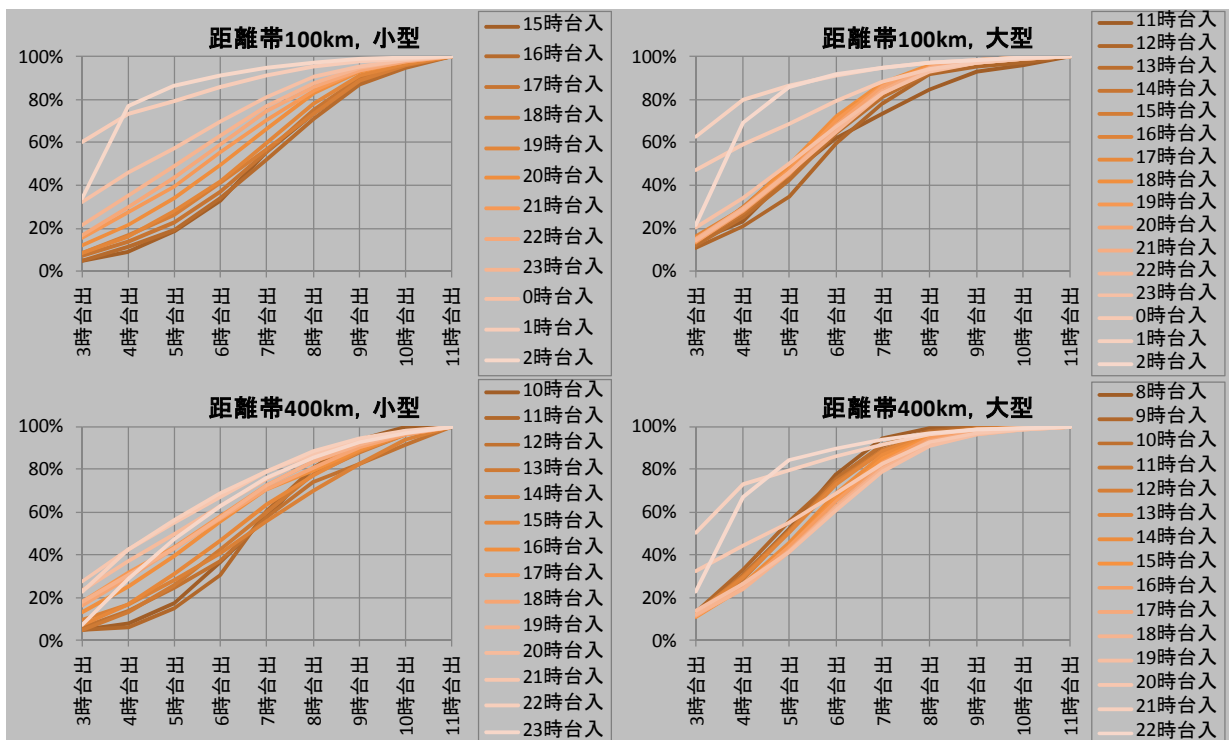 距離帯100km，小型
100%
80%
60%
40%
20%
0%
3時台出
4時台出
5時台出
6時台出
7時台出
8時台出
9時台出
10時台出
11時台出
15時台入
16時台入
17時台入
18時台入
19時台入
20時台入
21時台入
22時台入
23時台入
0時台入
1時台入
2時台入
距離帯100km，大型
100%
80%
60%
40%
20%
0%
3時台出
4時台出
5時台出
6時台出
7時台出
8時台出
9時台出
10時台出
11時台出
11時台入
12時台入
13時台入
14時台入
15時台入
16時台入
17時台入
18時台入
19時台入
20時台入
21時台入
22時台入
23時台入
0時台入
1時台入
2時台入
距離帯400km，小型
100%
80%
60%
40%
20%
0%
3時台出
4時台出
5時台出
6時台出
7時台出
8時台出
9時台出
10時台出
11時台出
10時台入
11時台入
12時台入
13時台入
14時台入
15時台入
16時台入
17時台入
18時台入
19時台入
20時台入
21時台入
22時台入
23時台入
距離帯400km，大型
100%
80%
60%
40%
20%
0%
3時台出
4時台出
5時台出
6時台出
7時台出
8時台出
9時台出
10時台出
11時台出
8時台入
9時台入
10時台入
11時台入
12時台入
13時台入
14時台入
15時台入
16時台入
17時台入
18時台入
19時台入
20時台入
21時台入
22時台入